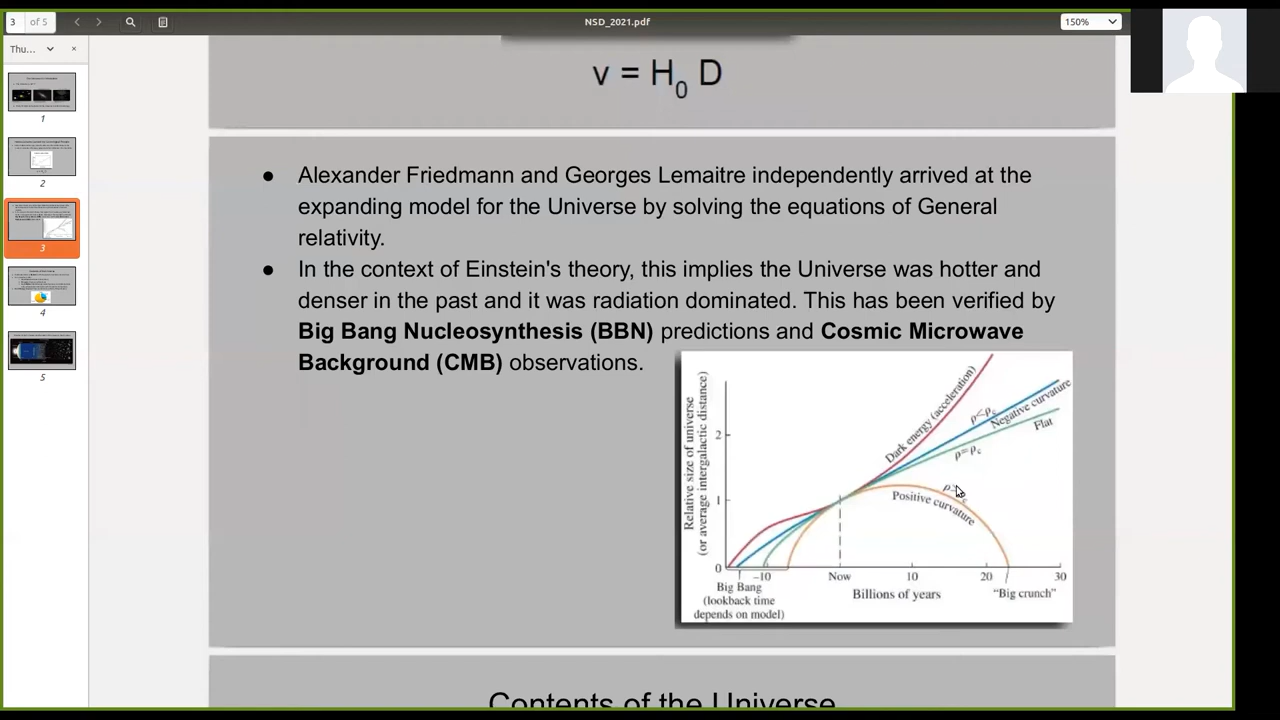 3 of 5
NSD_2021.pdf
150%
Thu...
1
2
3
4
5
v = H₀ D
● Alexander Friedmann and Georges Lemaitre independently arrived at the
expanding model for the Universe by solving the equations of General
relativity.
● In the context of Einstein's theory, this implies the Universe was hotter and
denser in the past and it was radiation dominated. This has been verified by
Big Bang Nucleosynthesis (BBN) predictions and Cosmic Microwave
Background (CMB) observations.
Relative size of universe
(or average intergalactic distance)
2
1
0
Dark energy (acceleration)
ρ<ρc
Negative curvature
Flat
ρ=ρc
Positive curvature
–10
Now
10
20
30
Big Bang
(lookback time
depends on model)
Billions of years
"Big crunch"
Contents of the Universe